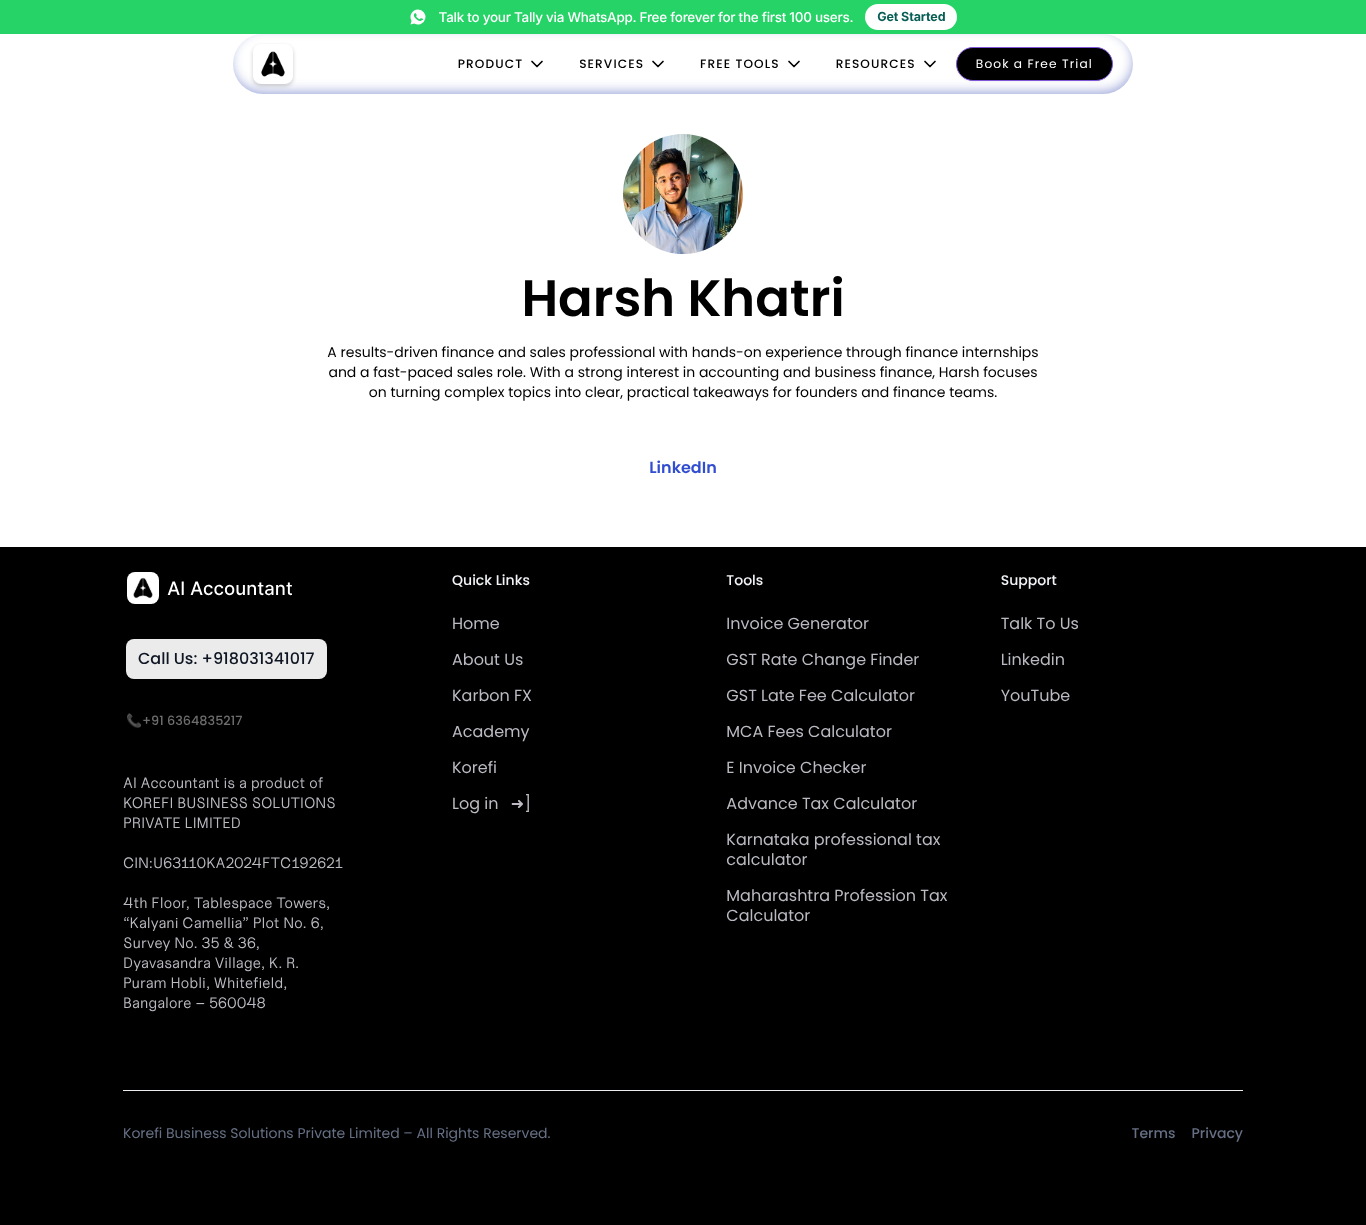 Talk to your Tally via WhatsApp. Free forever for the first 100 users. Get Started
PRODUCT SERVICES FREE TOOLS RESOURCES Book a Free Trial
Harsh Khatri
A results-driven finance and sales professional with hands-on experience through finance internships
and a fast-paced sales role. With a strong interest in accounting and business finance, Harsh focuses
on turning complex topics into clear, practical takeaways for founders and finance teams.
LinkedIn
AI Accountant
Call Us: +918031341017
+91 6364835217
AI Accountant is a product of
KOREFI BUSINESS SOLUTIONS
PRIVATE LIMITED
CIN:U63110KA2024FTC192621
4th Floor, Tablespace Towers,
“Kalyani Camellia” Plot No. 6,
Survey No. 35 & 36,
Dyavasandra Village, K. R.
Puram Hobli, Whitefield,
Bangalore – 560048
Quick Links
Home
About Us
Karbon FX
Academy
Korefi
Log in
Tools
Invoice Generator
GST Rate Change Finder
GST Late Fee Calculator
MCA Fees Calculator
E Invoice Checker
Advance Tax Calculator
Karnataka professional tax
calculator
Maharashtra Profession Tax
Calculator
Support
Talk To Us
Linkedin
YouTube
Korefi Business Solutions Private Limited – All Rights Reserved.
Terms Privacy